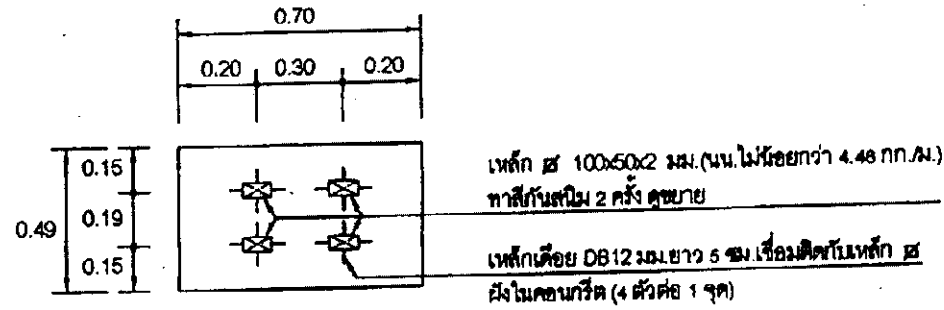 0.70
0.20 0.30 0.20
0.15
0.19
0.15
0.49
เหล็ก 100x50x2 มม.(นน.ไม่น้อยกว่า 4.48 กก./ม.)
ทาสีกันสนิม 2 ครั้ง ดูขยาย
เหล็กเดือย DB12 มม.ยาว 5 ซม.เชื่อมติดกับเหล็ก
ฝังในคอนกรีต (4 ตัวต่อ 1 ชุด)